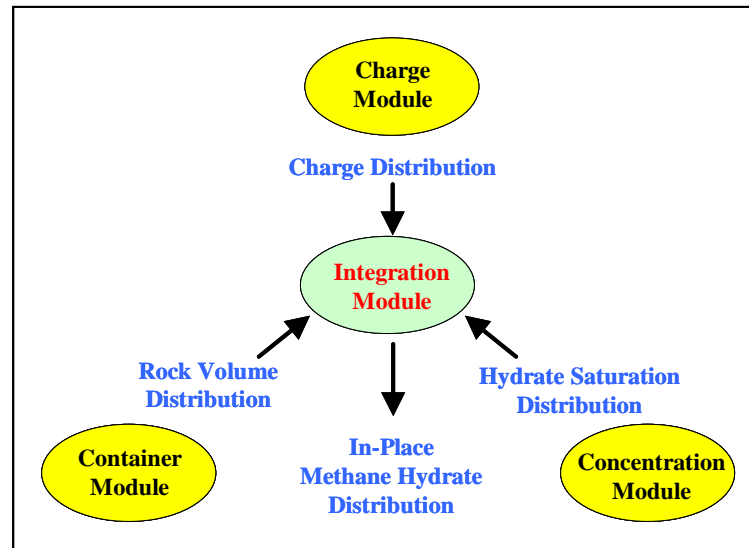 Charge
Module
Charge Distribution
Integration
Module
Rock Volume
Distribution
Hydrate Saturation
Distribution
Container
Module
In-Place
Methane Hydrate
Distribution
Concentration
Module